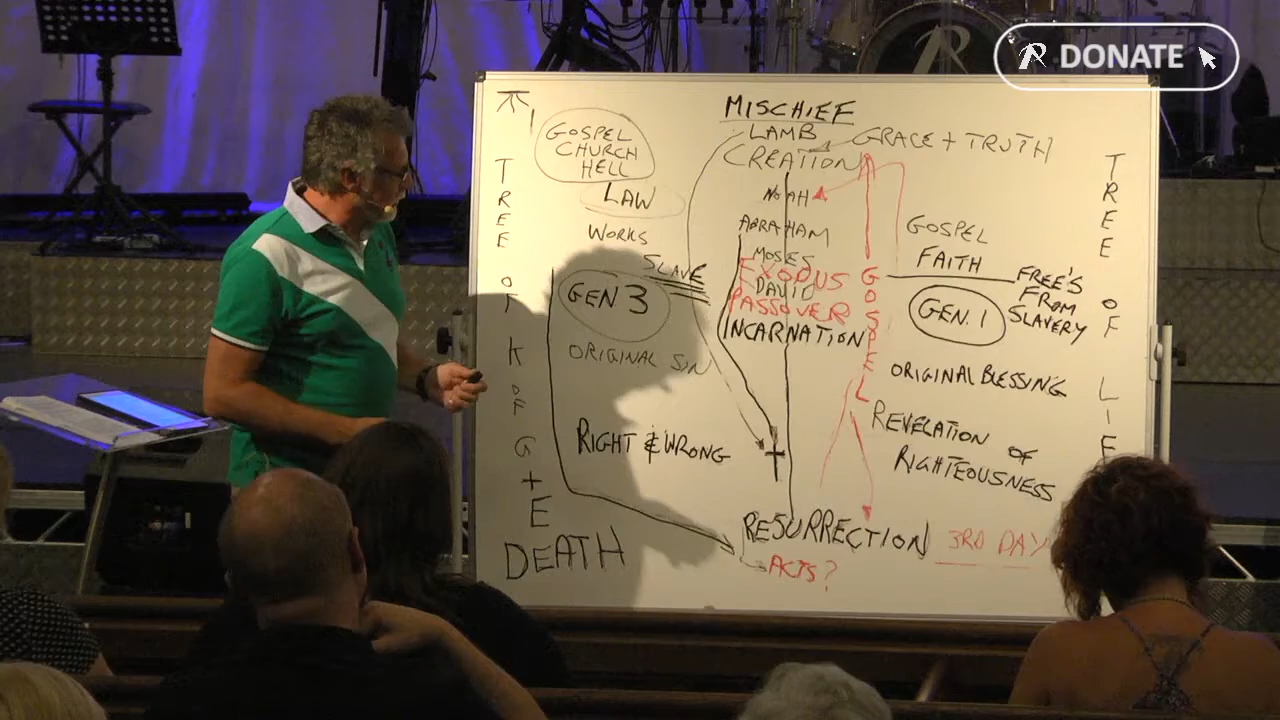 DONATE
R
MISCHIEF
LAMB
CREATION
GRACE + TRUTH
NOAH
ABRAHAM
MOSES
EXODUS
DAVID
PASSOVER
INCARNATION
RESURRECTION
3RD DAY
ACTS?
GOSPEL
GOSPEL
CHURCH
HELL
LAW
WORKS
SLAVE
GEN 3
ORIGINAL SIN
RIGHT & WRONG
TREE OF K OF G + E
DEATH
GOSPEL
FAITH
FREE'S
FROM
SLAVERY
GEN. 1
ORIGINAL BLESSING
REVELATION OF
RIGHTEOUSNESS
TREE OF LIF